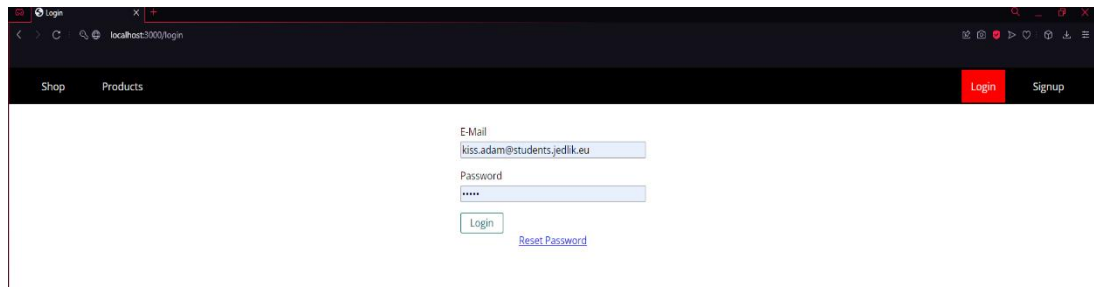 Login
localhost:3000/login
Shop Products Login Signup
E-Mail
kiss.adam@students.jedlik.eu
Password
•••••
Login
Reset Password